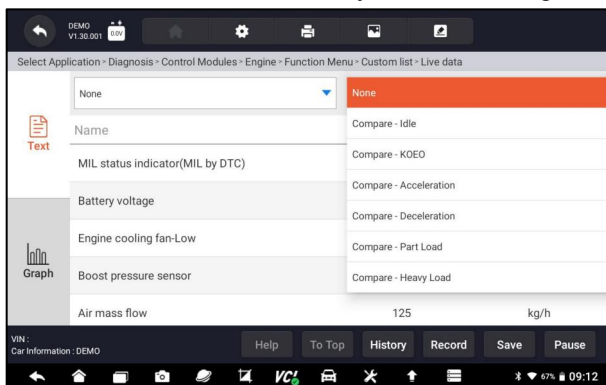 DEMO
V1.30.001 0.0V
Select Application > Diagnosis > Control Modules > Engine > Function Menu > Custom list > Live data
None
None
Text
Name
Compare - Idle
MIL status indicator(MIL by DTC)
Compare - KOEO
Compare - Acceleration
Battery voltage
Compare - Deceleration
Engine cooling fan-Low
Compare - Part Load
Graph
Boost pressure sensor
Compare - Heavy Load
Air mass flow 125 kg/h
VIN :
Car Information : DEMO
Help To Top History Record Save Pause
VCI 67% 09:12